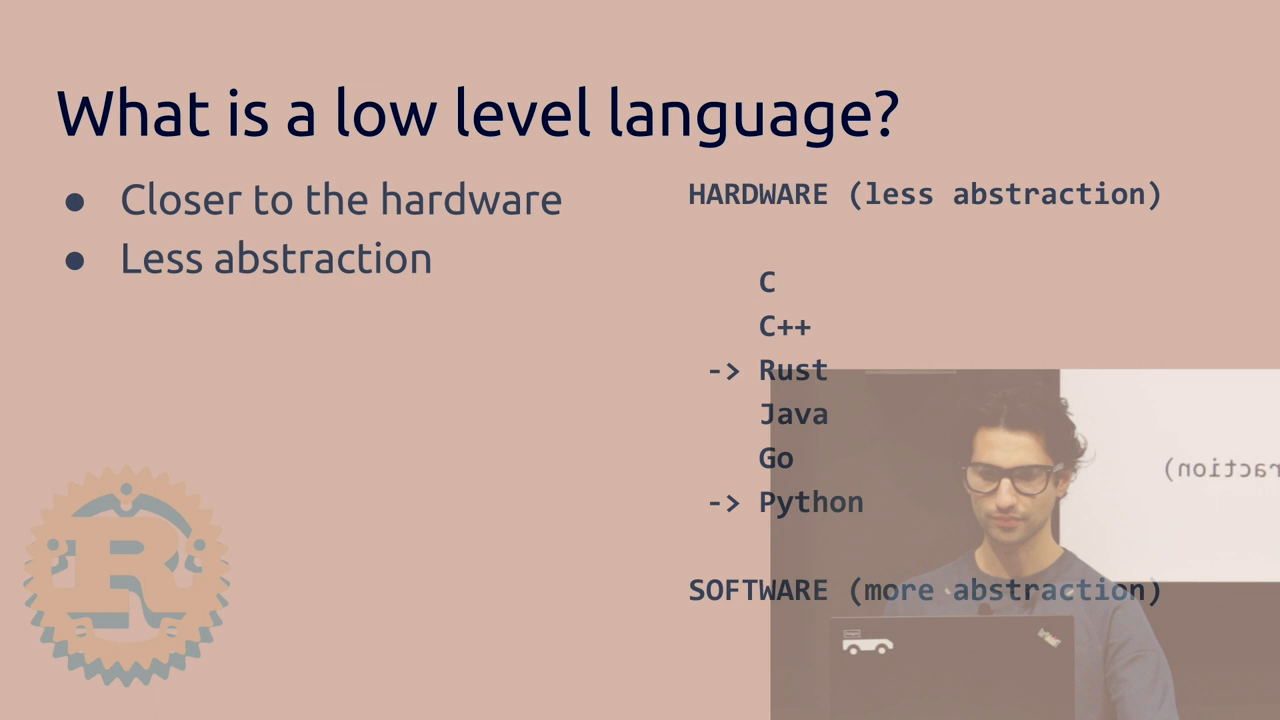 What is a low level language?
● Closer to the hardware
● Less abstraction
HARDWARE (less abstraction)
C
C++
-> Rust
Java
Go
-> Python
SOFTWARE (more abstraction)
R